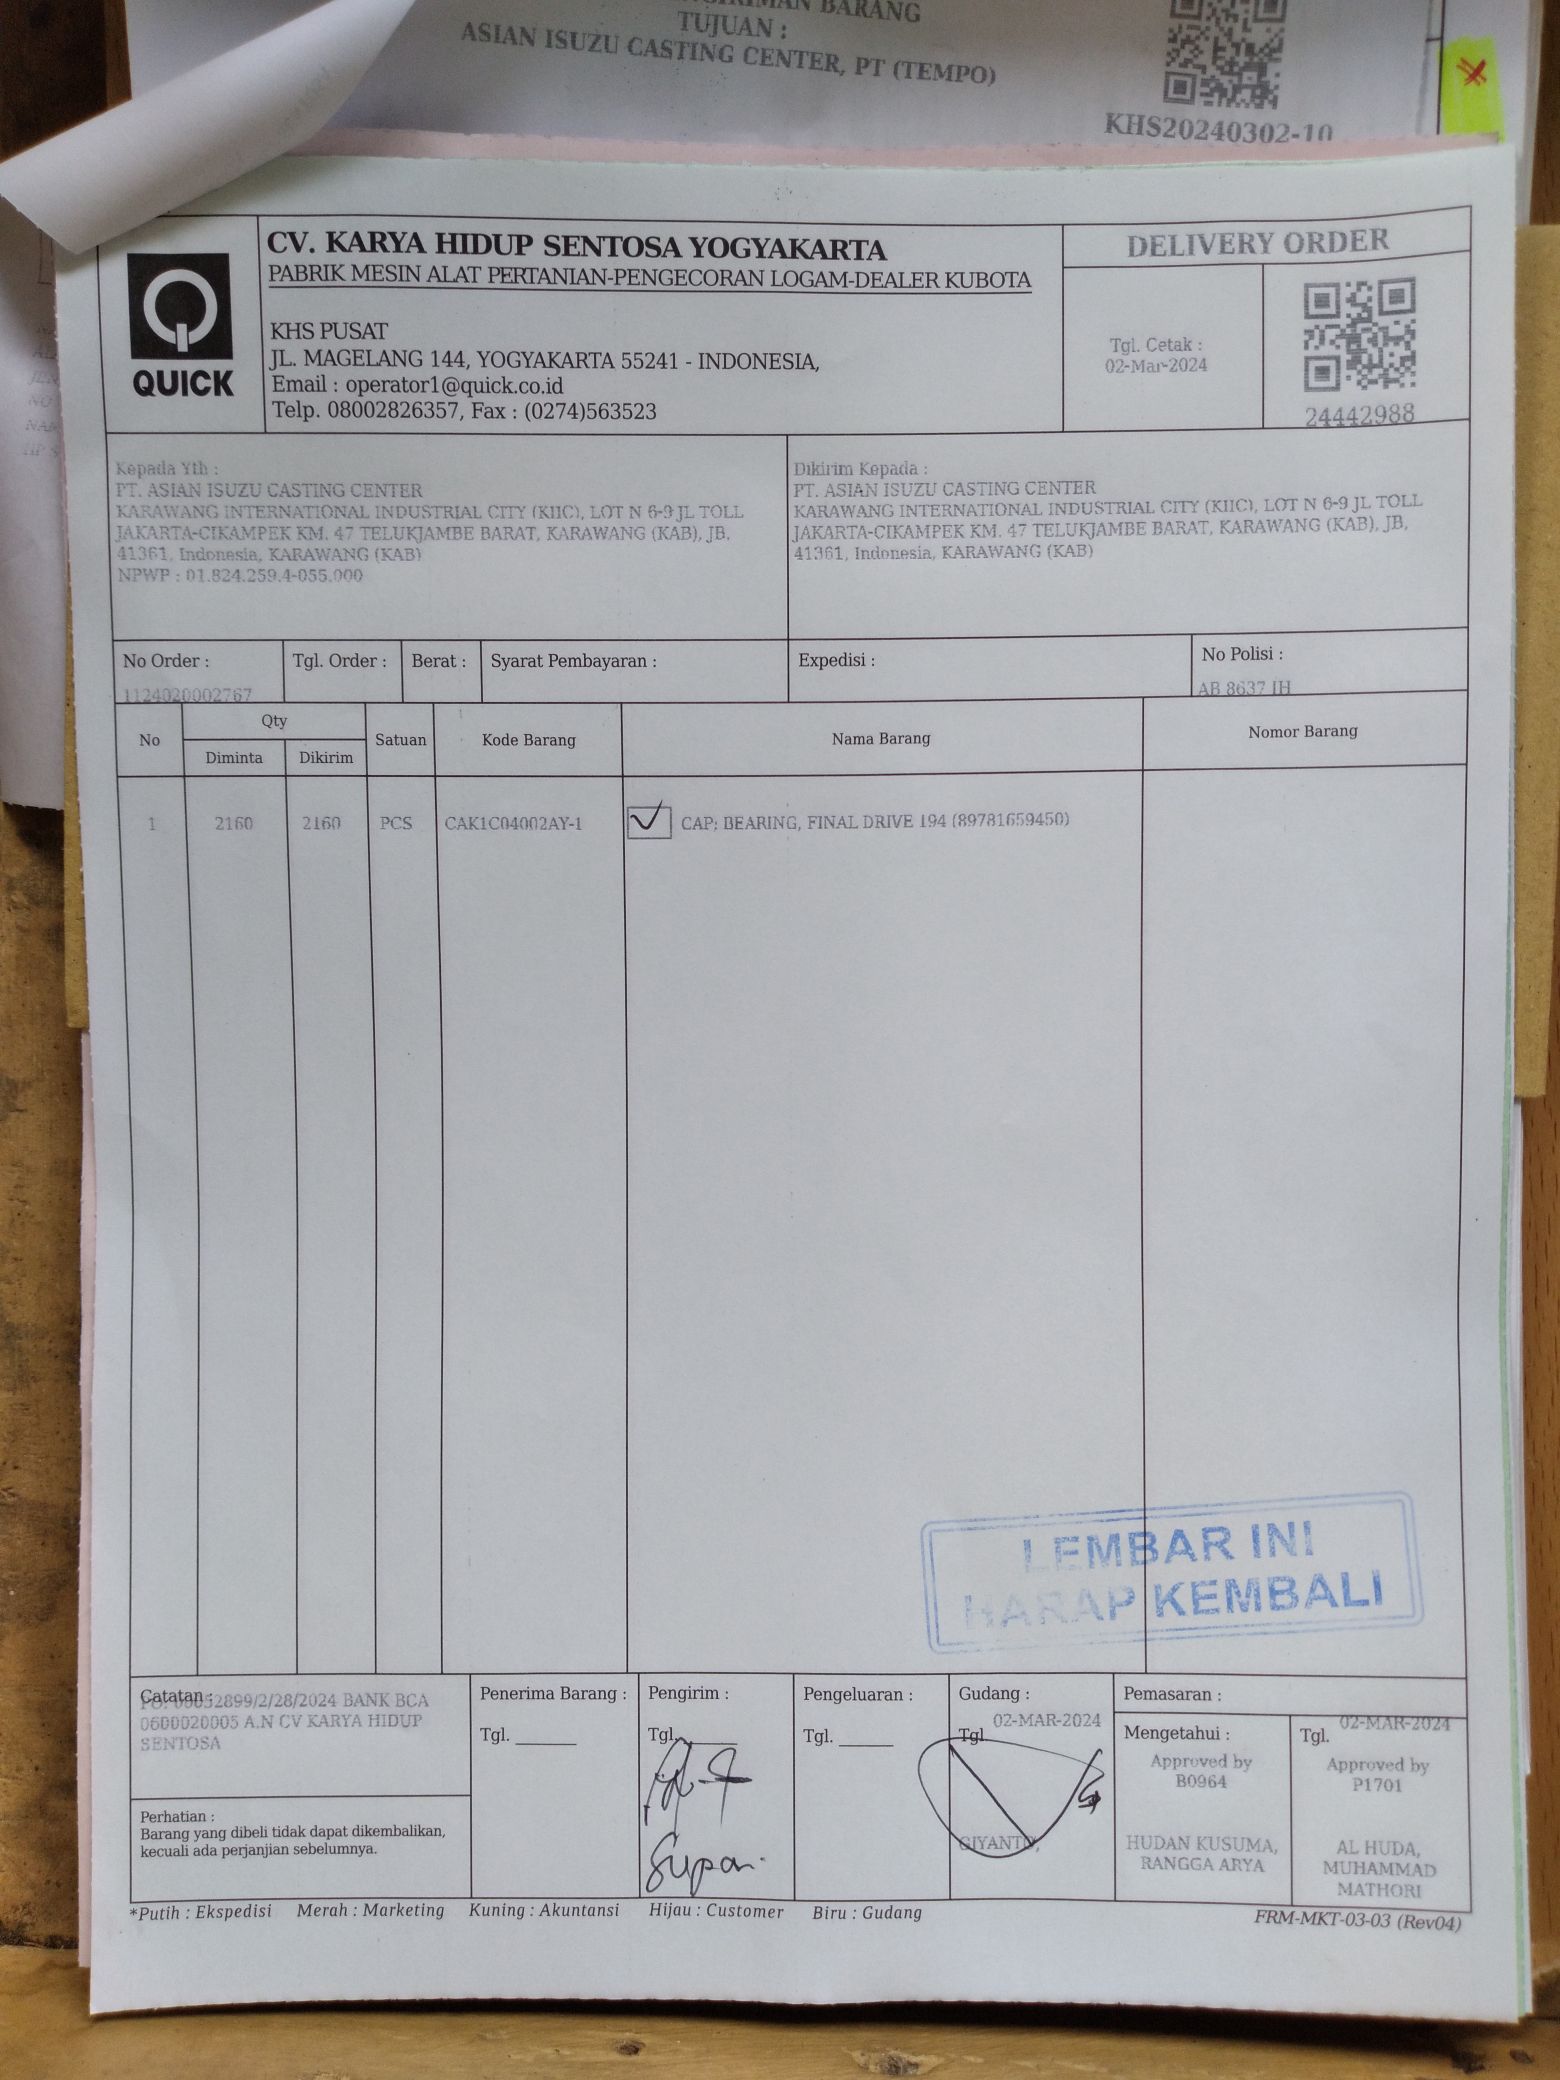 BARANG
TUJUAN :
ASIAN ISUZU CASTING CENTER, PT (TEMPO)
KHS20240302-10
QUICK
CV. KARYA HIDUP SENTOSA YOGYAKARTA
PABRIK MESIN ALAT PERTANIAN-PENGECORAN LOGAM-DEALER KUBOTA
KHS PUSAT
JL. MAGELANG 144, YOGYAKARTA 55241 - INDONESIA,
Email : operator1@quick.co.id
Telp. 08002826357, Fax : (0274)563523
DELIVERY ORDER
Tgl. Cetak :
02-Mar-2024
24442988
Kepada Yth :
PT. ASIAN ISUZU CASTING CENTER
KARAWANG INTERNATIONAL INDUSTRIAL CITY (KIIC), LOT N 6-9 JL TOLL
JAKARTA-CIKAMPEK KM. 47 TELUKJAMBE BARAT, KARAWANG (KAB), JB,
41361, Indonesia, KARAWANG (KAB)
NPWP : 01.824.259.4-055.000
Dikirim Kepada :
PT. ASIAN ISUZU CASTING CENTER
KARAWANG INTERNATIONAL INDUSTRIAL CITY (KIIC), LOT N 6-9 JL TOLL
JAKARTA-CIKAMPEK KM. 47 TELUKJAMBE BARAT, KARAWANG (KAB), JB,
41361, Indonesia, KARAWANG (KAB)
No Order : Tgl. Order : Berat : Syarat Pembayaran : Expedisi : No Polisi :
1124020002767 AB 8637 IH
No Qty Satuan Kode Barang Nama Barang Nomor Barang
Diminta Dikirim
1 2160 2160 PCS CAK1C04002AY-1 CAP; BEARING, FINAL DRIVE 194 (89781659450)
LEMBAR INI
HARAP KEMBALI
Catatan :
PO. 00052899/2/28/2024 BANK BCA
0600020005 A.N CV KARYA HIDUP
SENTOSA
Perhatian :
Barang yang dibeli tidak dapat dikembalikan,
kecuali ada perjanjian sebelumnya.
Penerima Barang :
Tgl.
Pengirim :
Tgl.
Supar
Pengeluaran :
Tgl.
Gudang :
02-MAR-2024
Tgl
GIYANTO,
Pemasaran :
Mengetahui :
Approved by
B0964
HUDAN KUSUMA,
RANGGA ARYA
02-MAR-2024
Tgl.
Approved by
P1701
AL HUDA,
MUHAMMAD
MATHORI
*Putih : Ekspedisi Merah : Marketing Kuning : Akuntansi Hijau : Customer Biru : Gudang
FRM-MKT-03-03 (Rev04)